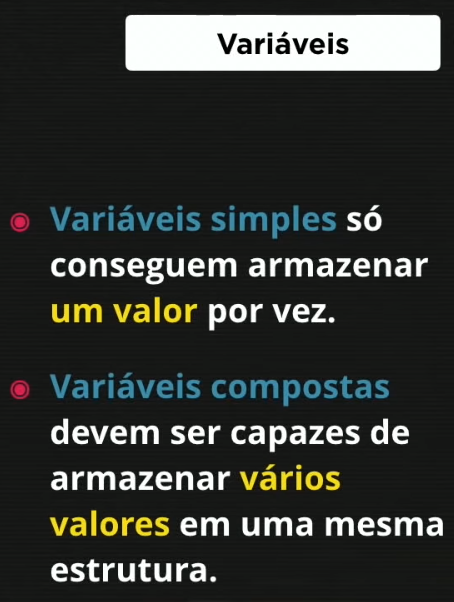 Variáveis
Variáveis simples só
conseguem armazenar
um valor por vez.
Variáveis compostas
devem ser capazes de
armazenar vários
valores em uma mesma
estrutura.